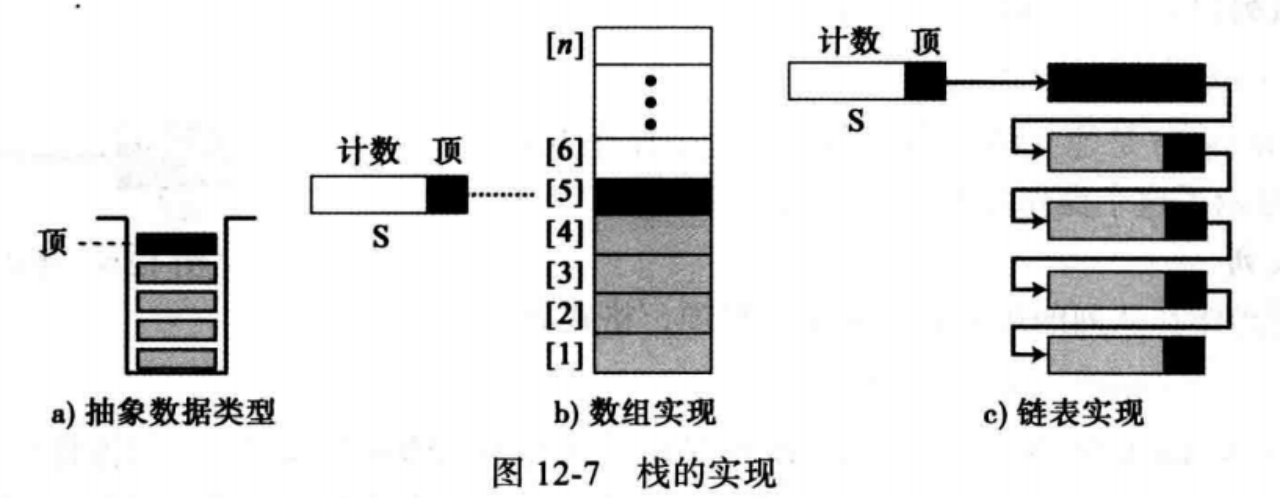 计数 顶
S
[n]
[6]
[5]
[4]
[3]
[2]
[1]
计数 顶
S
顶
a) 抽象数据类型
b) 数组实现
c) 链表实现
图 12-7 栈的实现